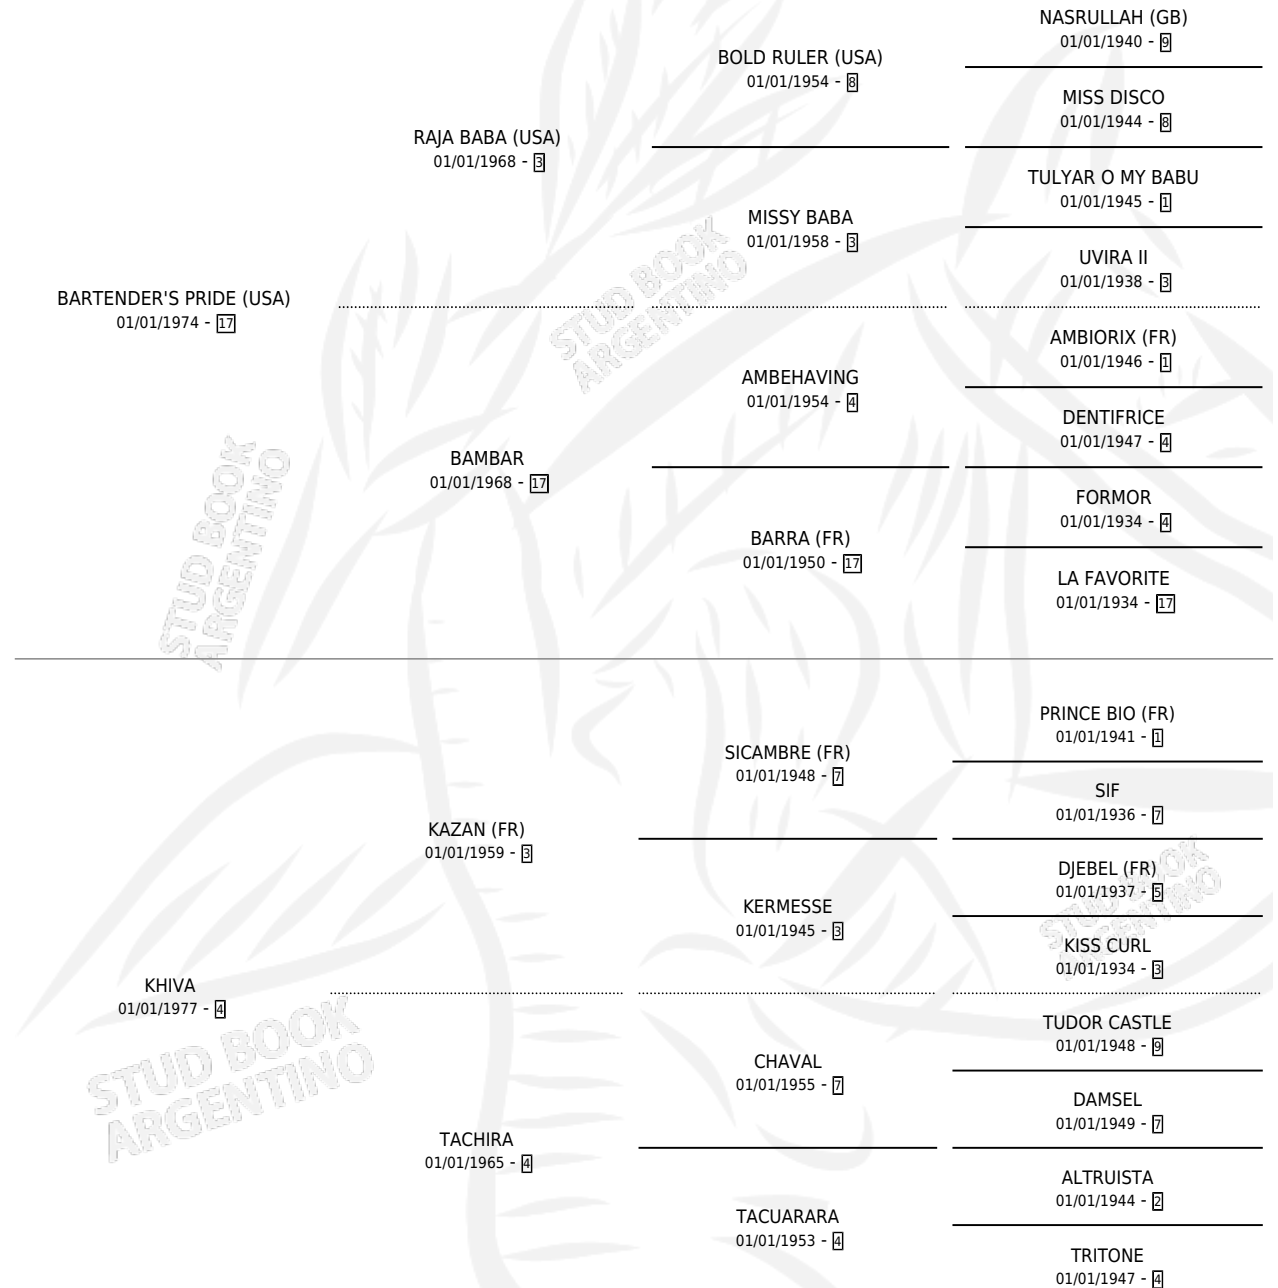 NASRULLAH (GB)
01/01/1940 - 9
BOLD RULER (USA)
01/01/1954 - 8
MISS DISCO
01/01/1944 - 8
RAJA BABA (USA)
01/01/1968 - 3
TULYAR O MY BABU
01/01/1945 - 1
MISSY BABA
01/01/1958 - 3
UVIRA II
01/01/1938 - 3
BARTENDER'S PRIDE (USA)
01/01/1974 - 17
AMBIORIX (FR)
01/01/1946 - 1
AMBEHAVING
01/01/1954 - 4
DENTIFRICE
01/01/1947 - 4
BAMBAR
01/01/1968 - 17
FORMOR
01/01/1934 - 4
BARRA (FR)
01/01/1950 - 17
LA FAVORITE
01/01/1934 - 17
PRINCE BIO (FR)
01/01/1941 - 1
SICAMBRE (FR)
01/01/1948 - 7
SIF
01/01/1936 - 7
KAZAN (FR)
01/01/1959 - 3
DJEBEL (FR)
01/01/1937 - 5
KERMESSE
01/01/1945 - 3
KISS CURL
01/01/1934 - 3
KHIVA
01/01/1977 - 4
TUDOR CASTLE
01/01/1948 - 9
CHAVAL
01/01/1955 - 7
DAMSEL
01/01/1949 - 7
TACHIRA
01/01/1965 - 4
ALTRUISTA
01/01/1944 - 2
TACUARARA
01/01/1953 - 4
TRITONE
01/01/1947 - 4
STUD BOOK
ARGENTINO
STUD BOOK
ARGENTINO
STUD BOOK
ARGENTINO
STUD BOOK
ARGENTINO